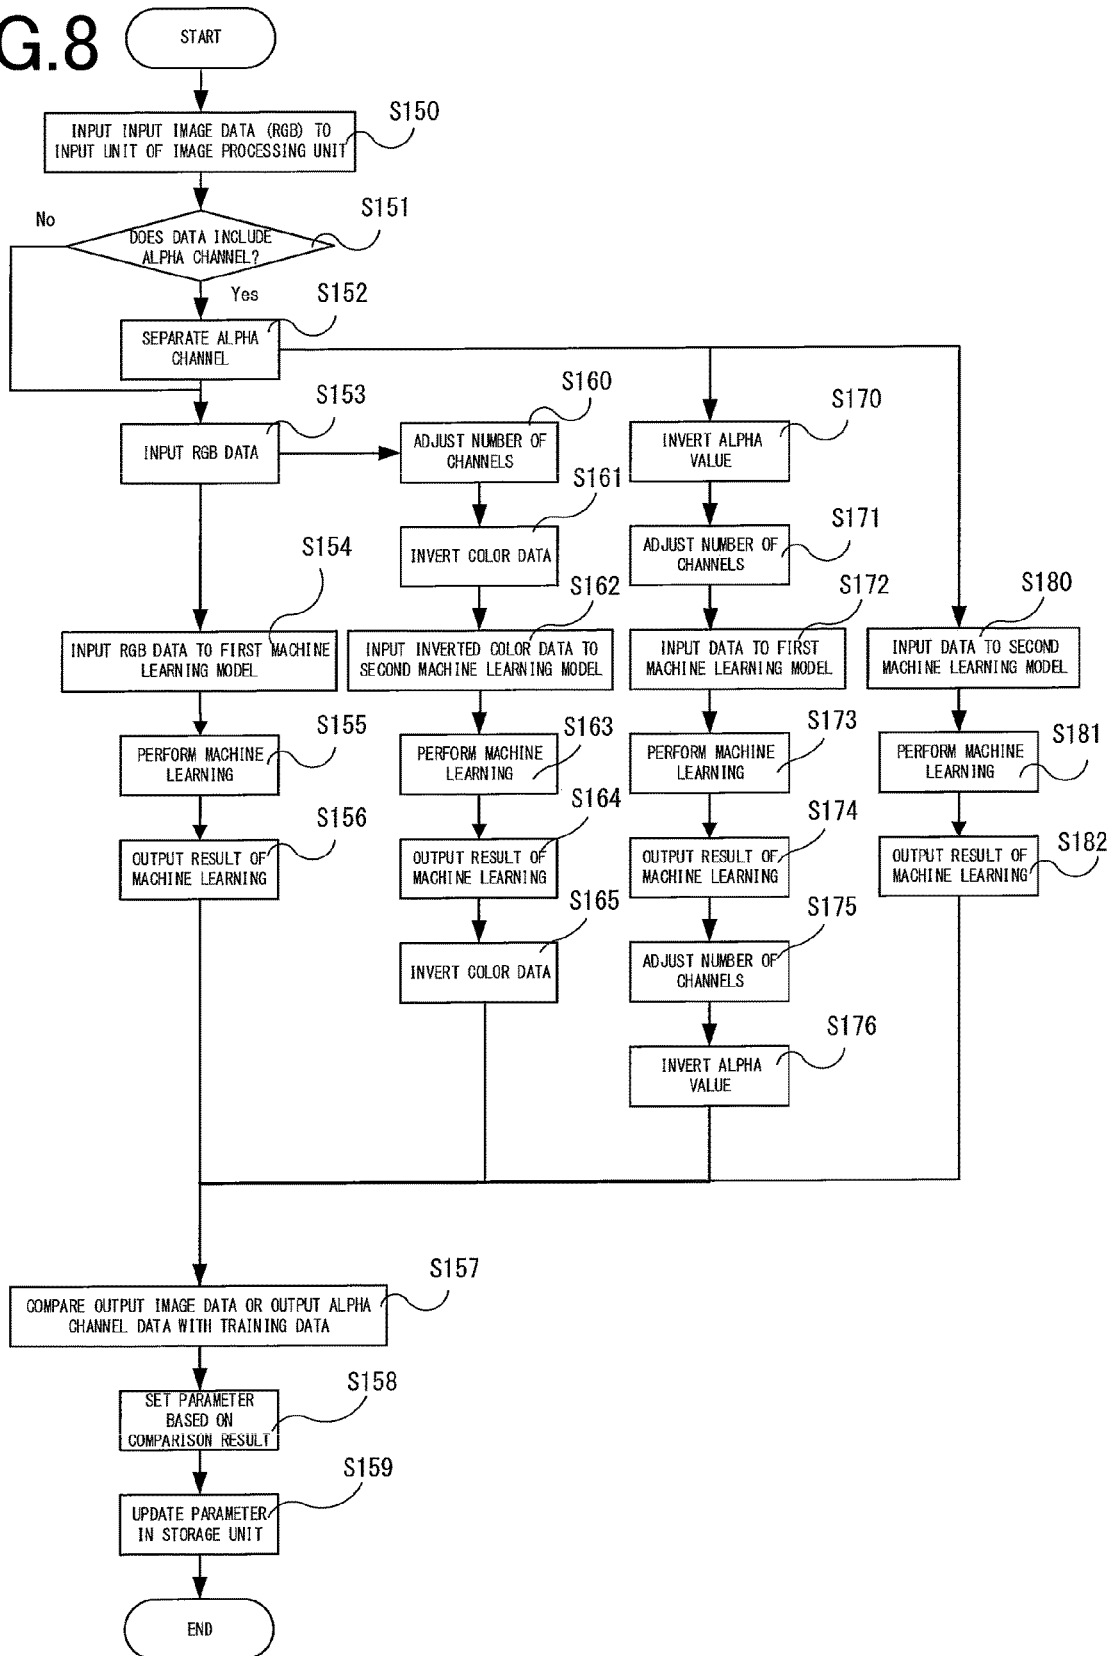 G.8
START
S150
INPUT INPUT IMAGE DATA (RGB) TO
INPUT UNIT OF IMAGE PROCESSING UNIT
No
S151
DOES DATA INCLUDE
ALPHA CHANNEL?
Yes
S152
SEPARATE ALPHA
CHANNEL
S153
INPUT RGB DATA
S160
ADJUST NUMBER OF
CHANNELS
S170
INVERT ALPHA
VALUE
S161
INVERT COLOR DATA
S171
ADJUST NUMBER OF
CHANNELS
S154
INPUT RGB DATA TO FIRST MACHINE
LEARNING MODEL
S162
INPUT INVERTED COLOR DATA TO
SECOND MACHINE LEARNING MODEL
S172
INPUT DATA TO FIRST
MACHINE LEARNING MODEL
S180
INPUT DATA TO SECOND
MACHINE LEARNING MODEL
S155
PERFORM MACHINE
LEARNING
S163
PERFORM MACHINE
LEARNING
S173
PERFORM MACHINE
LEARNING
S181
PERFORM MACHINE
LEARNING
S156
OUTPUT RESULT OF
MACHINE LEARNING
S164
OUTPUT RESULT OF
MACHINE LEARNING
S174
OUTPUT RESULT OF
MACHINE LEARNING
S182
OUTPUT RESULT OF
MACHINE LEARNING
S165
INVERT COLOR DATA
S175
ADJUST NUMBER OF
CHANNELS
S176
INVERT ALPHA
VALUE
S157
COMPARE OUTPUT IMAGE DATA OR OUTPUT ALPHA
CHANNEL DATA WITH TRAINING DATA
S158
SET PARAMETER
BASED ON
COMPARISON RESULT
S159
UPDATE PARAMETER
IN STORAGE UNIT
END